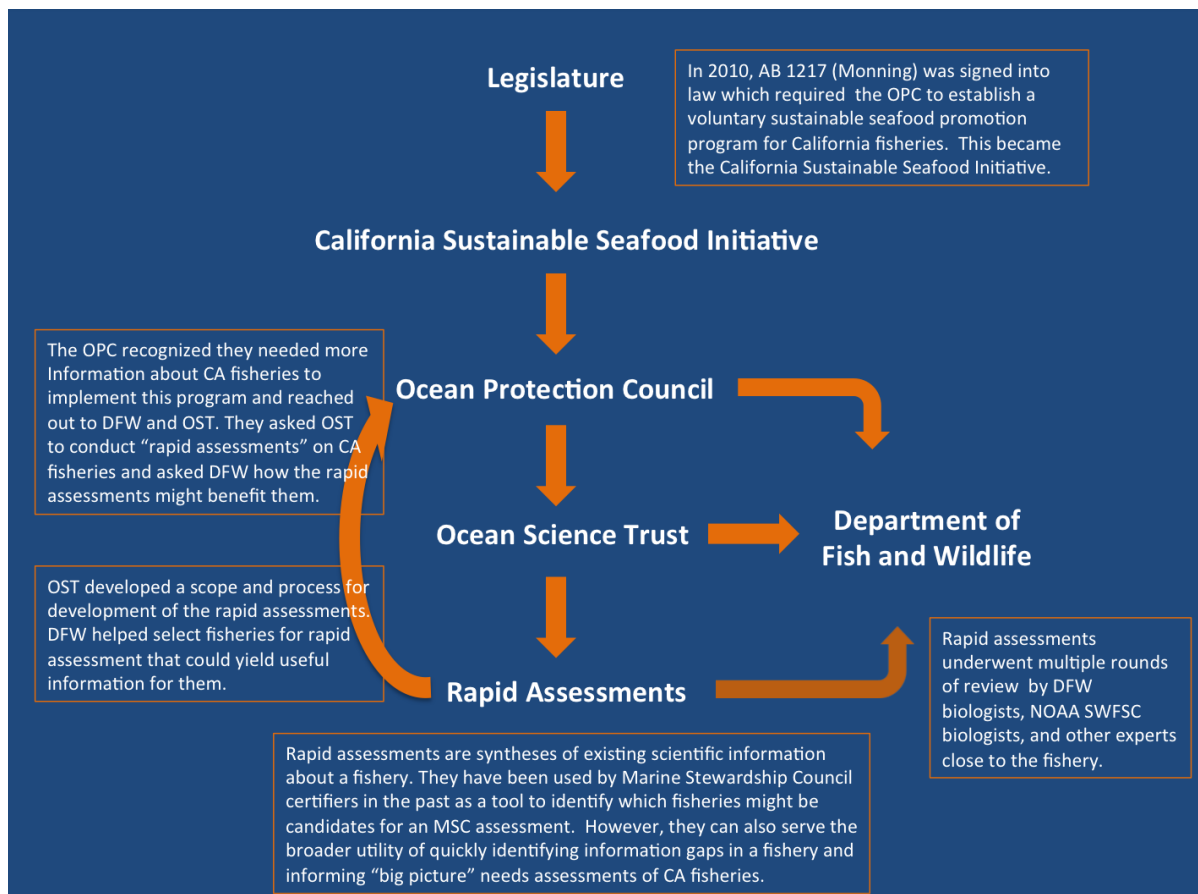 Legislature
In 2010, AB 1217 (Monning) was signed into
law which required the OPC to establish a
voluntary sustainable seafood promotion
program for California fisheries. This became
the California Sustainable Seafood Initiative.
California Sustainable Seafood Initiative
The OPC recognized they needed more
Information about CA fisheries to
implement this program and reached
out to DFW and OST. They asked OST
to conduct “rapid assessments” on CA
fisheries and asked DFW how the rapid
assessments might benefit them.
Ocean Protection Council
Ocean Science Trust
Department of
Fish and Wildlife
OST developed a scope and process for
development of the rapid assessments.
DFW helped select fisheries for rapid
assessment that could yield useful
information for them.
Rapid Assessments
Rapid assessments
underwent multiple rounds
of review by DFW
biologists, NOAA SWFSC
biologists, and other experts
close to the fishery.
Rapid assessments are syntheses of existing scientific information
about a fishery. They have been used by Marine Stewardship Council
certifiers in the past as a tool to identify which fisheries might be
candidates for an MSC assessment. However, they can also serve the
broader utility of quickly identifying information gaps in a fishery and
informing “big picture” needs assessments of CA fisheries.